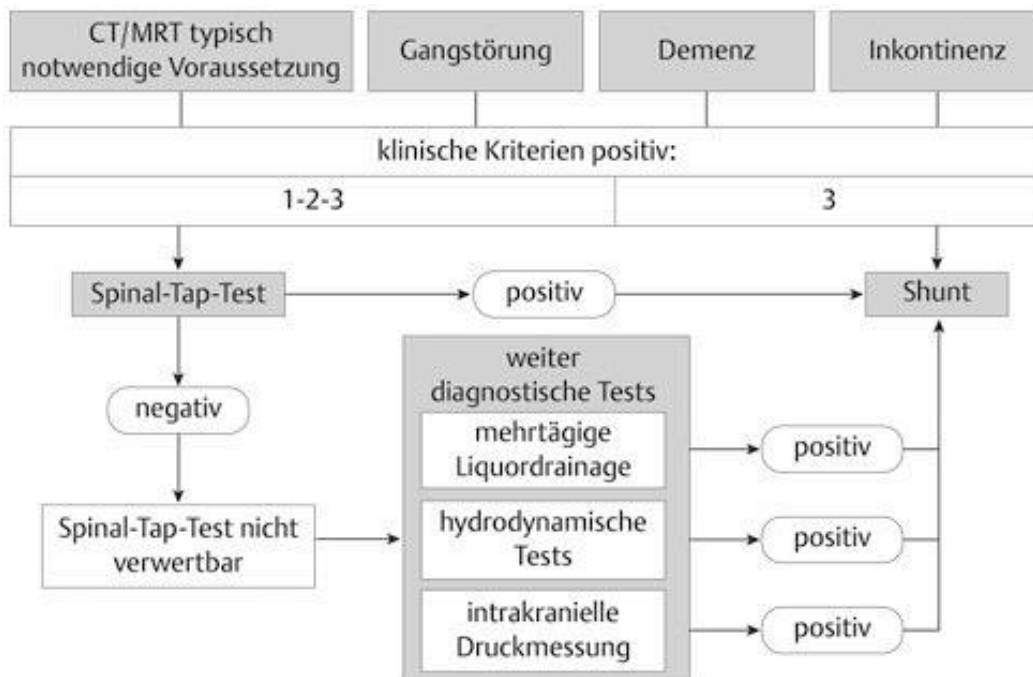 CT/MRT typisch
notwendige Voraussetzung
Gangstörung
Demenz
Inkontinenz
klinische Kriterien positiv:
1-2-3
3
Spinal-Tap-Test
positiv
Shunt
negativ
weiter
diagnostische Tests
mehrtägige
Liquordrainage
positiv
Spinal-Tap-Test nicht
verwertbar
hydrodynamische
Tests
positiv
intrakranielle
Druckmessung
positiv